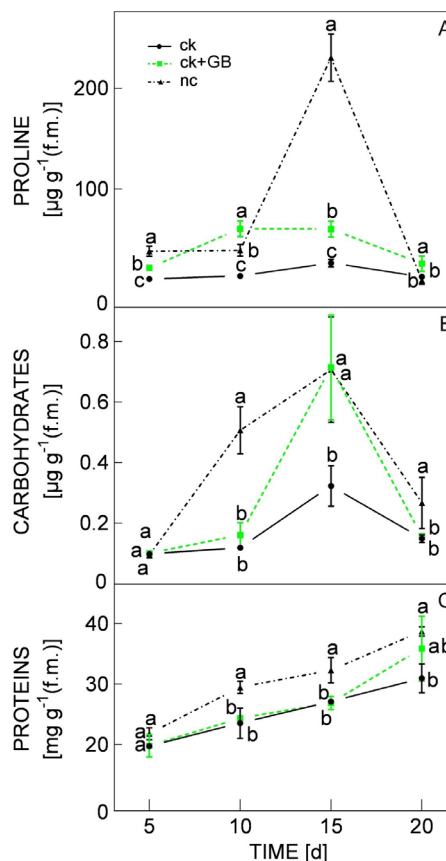 A
ck
ck+GB
nc
PROLINE
[µg g⁻¹(f.m.)]
200
100
0
a
a
a
a
b
b
b
c
c
c
b
b
B
CARBOHYDRATES
[µg g⁻¹(f.m.)]
0.8
0.6
0.4
0.2
0
a
a
a
a
b
b
a
a
b
a
b
b
C
PROTEINS
[mg g⁻¹(f.m.)]
40
30
20
0
a
a
a
b
b
a
b
b
a
ab
b
5 10 15 20
TIME [d]